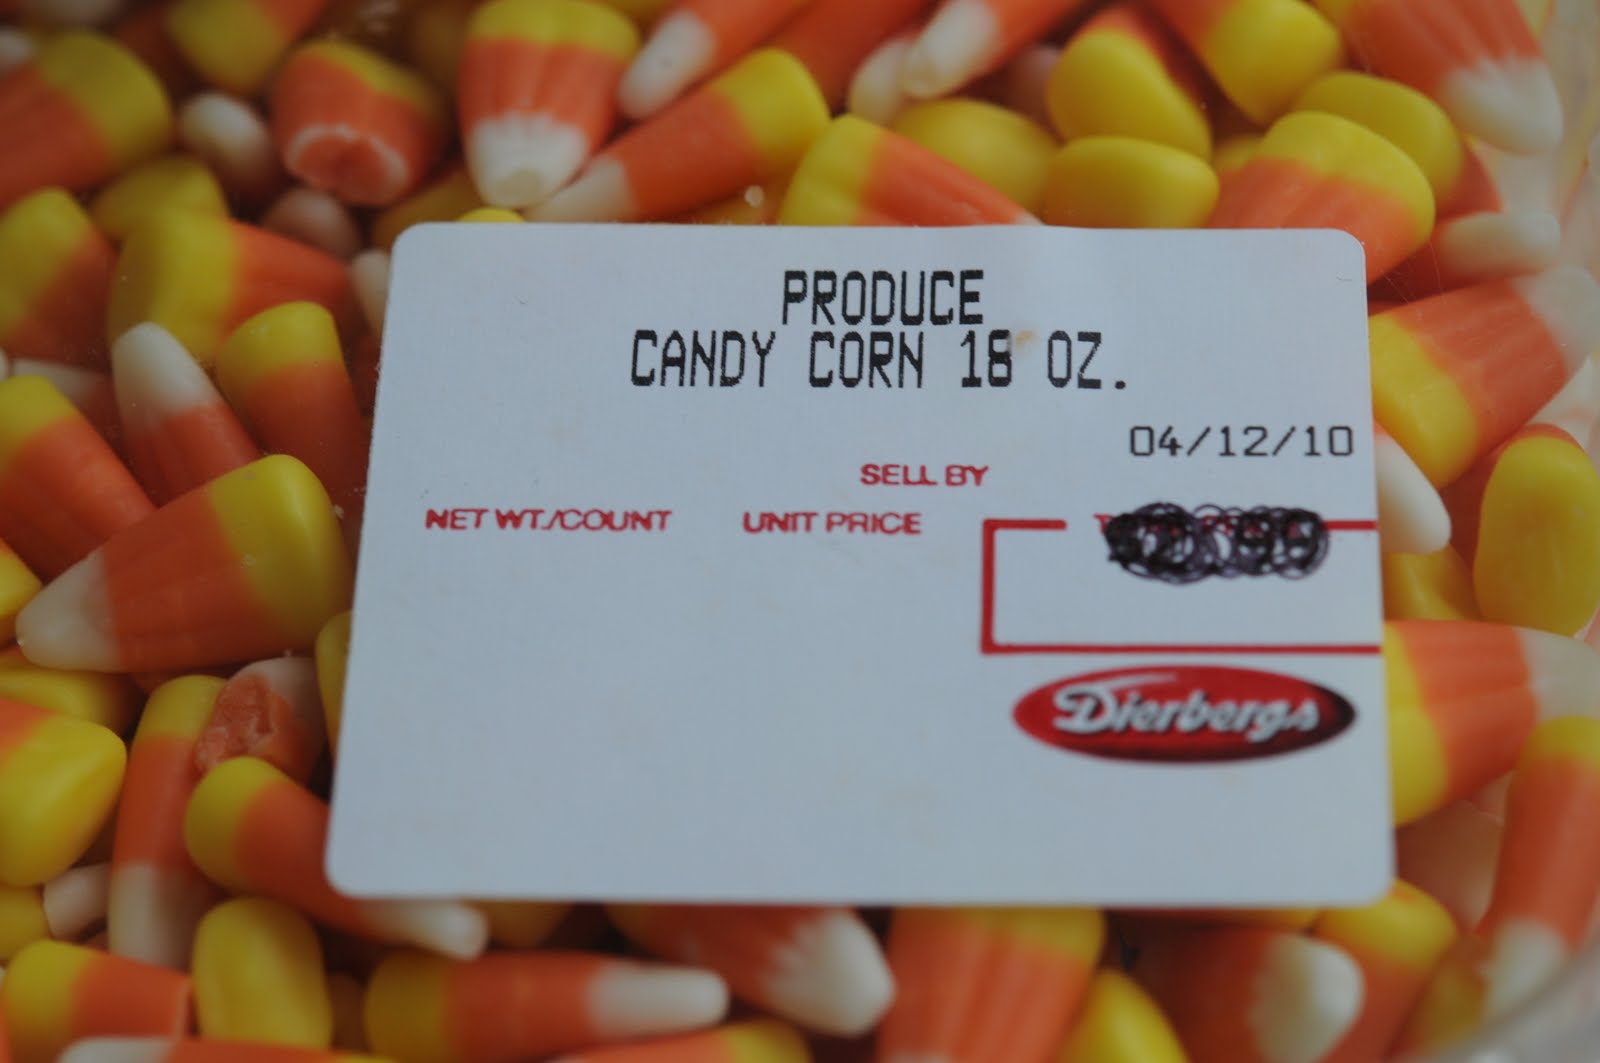 PRODUCE
CANDY CORN 18 OZ.
04/12/10
SELL BY
NET WT./COUNT UNIT PRICE
Dierbergs